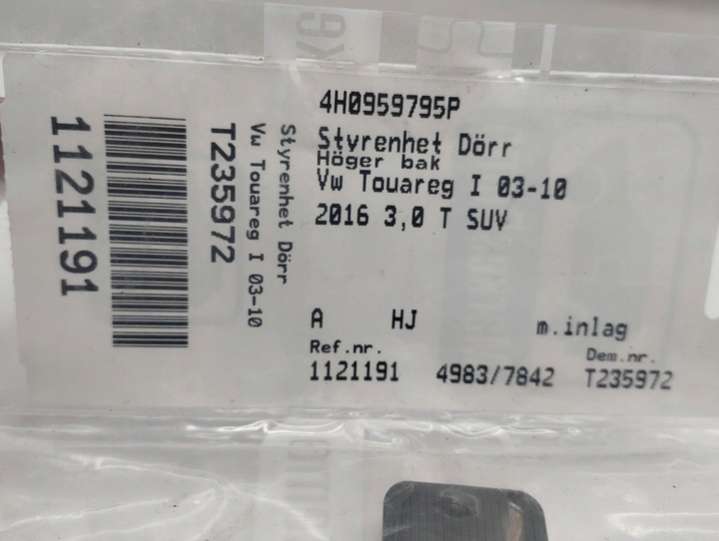 4H0959795P
Styrenhet Dörr
Höger bak
Vw Touareg I 03-10
2016 3,0 T SUV
A HJ m.inlag
Ref.nr. Dem.nr.
1121191 4983/7842 T235972
Styrenhet Dörr
Vw Touareg I 03-10
T235972
1121191